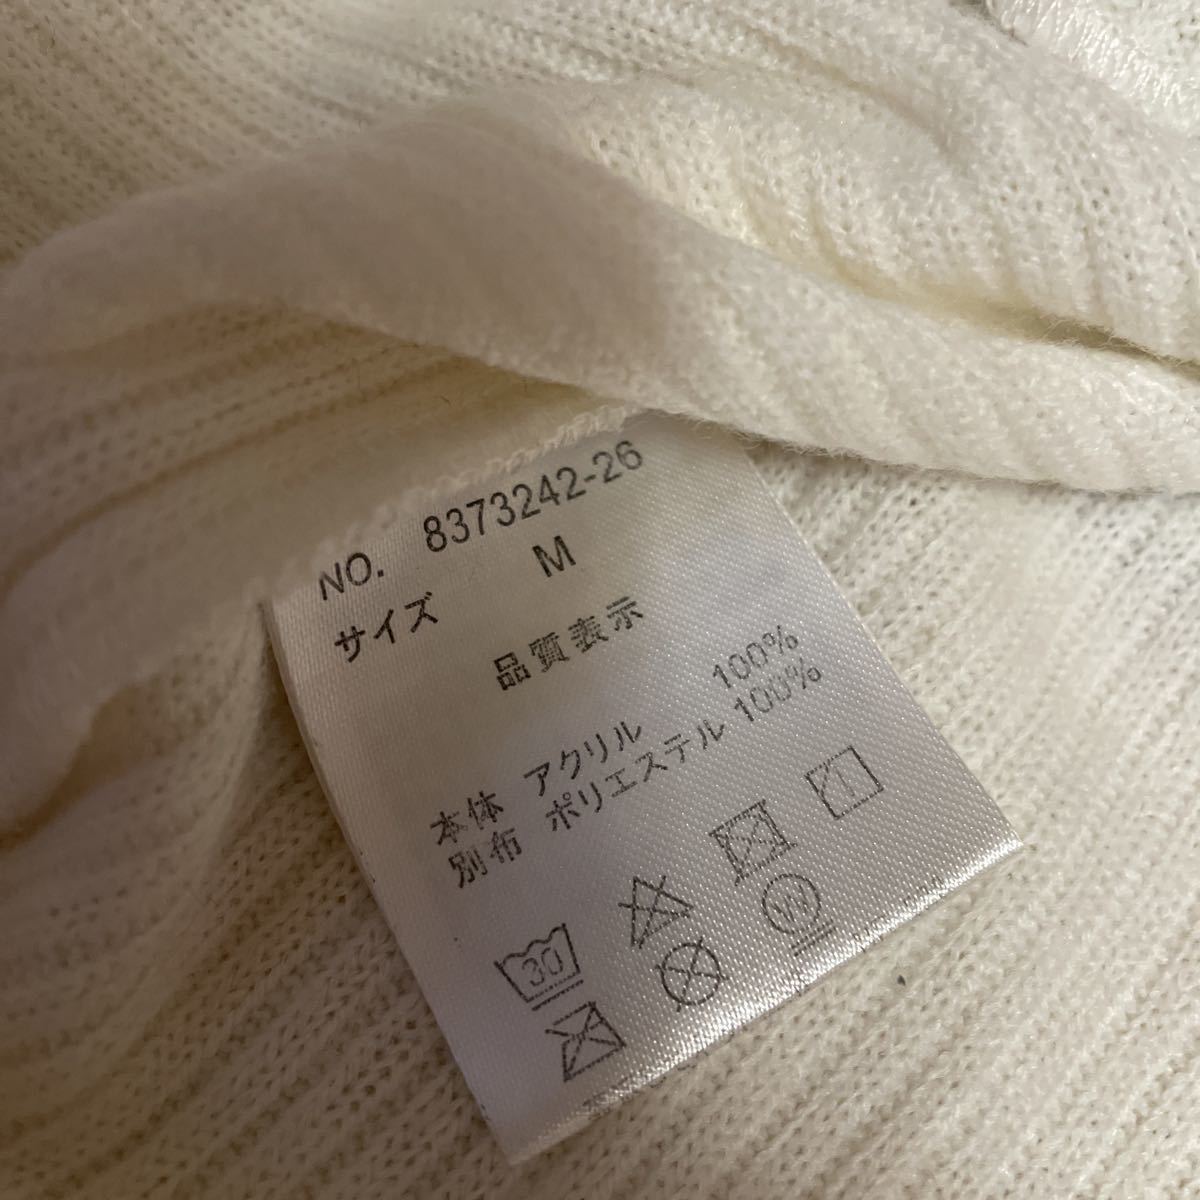 NO. 8373242-26
サイズ M
品質表示
本体 アクリル 100%
別布 ポリエステル 100%
30
W